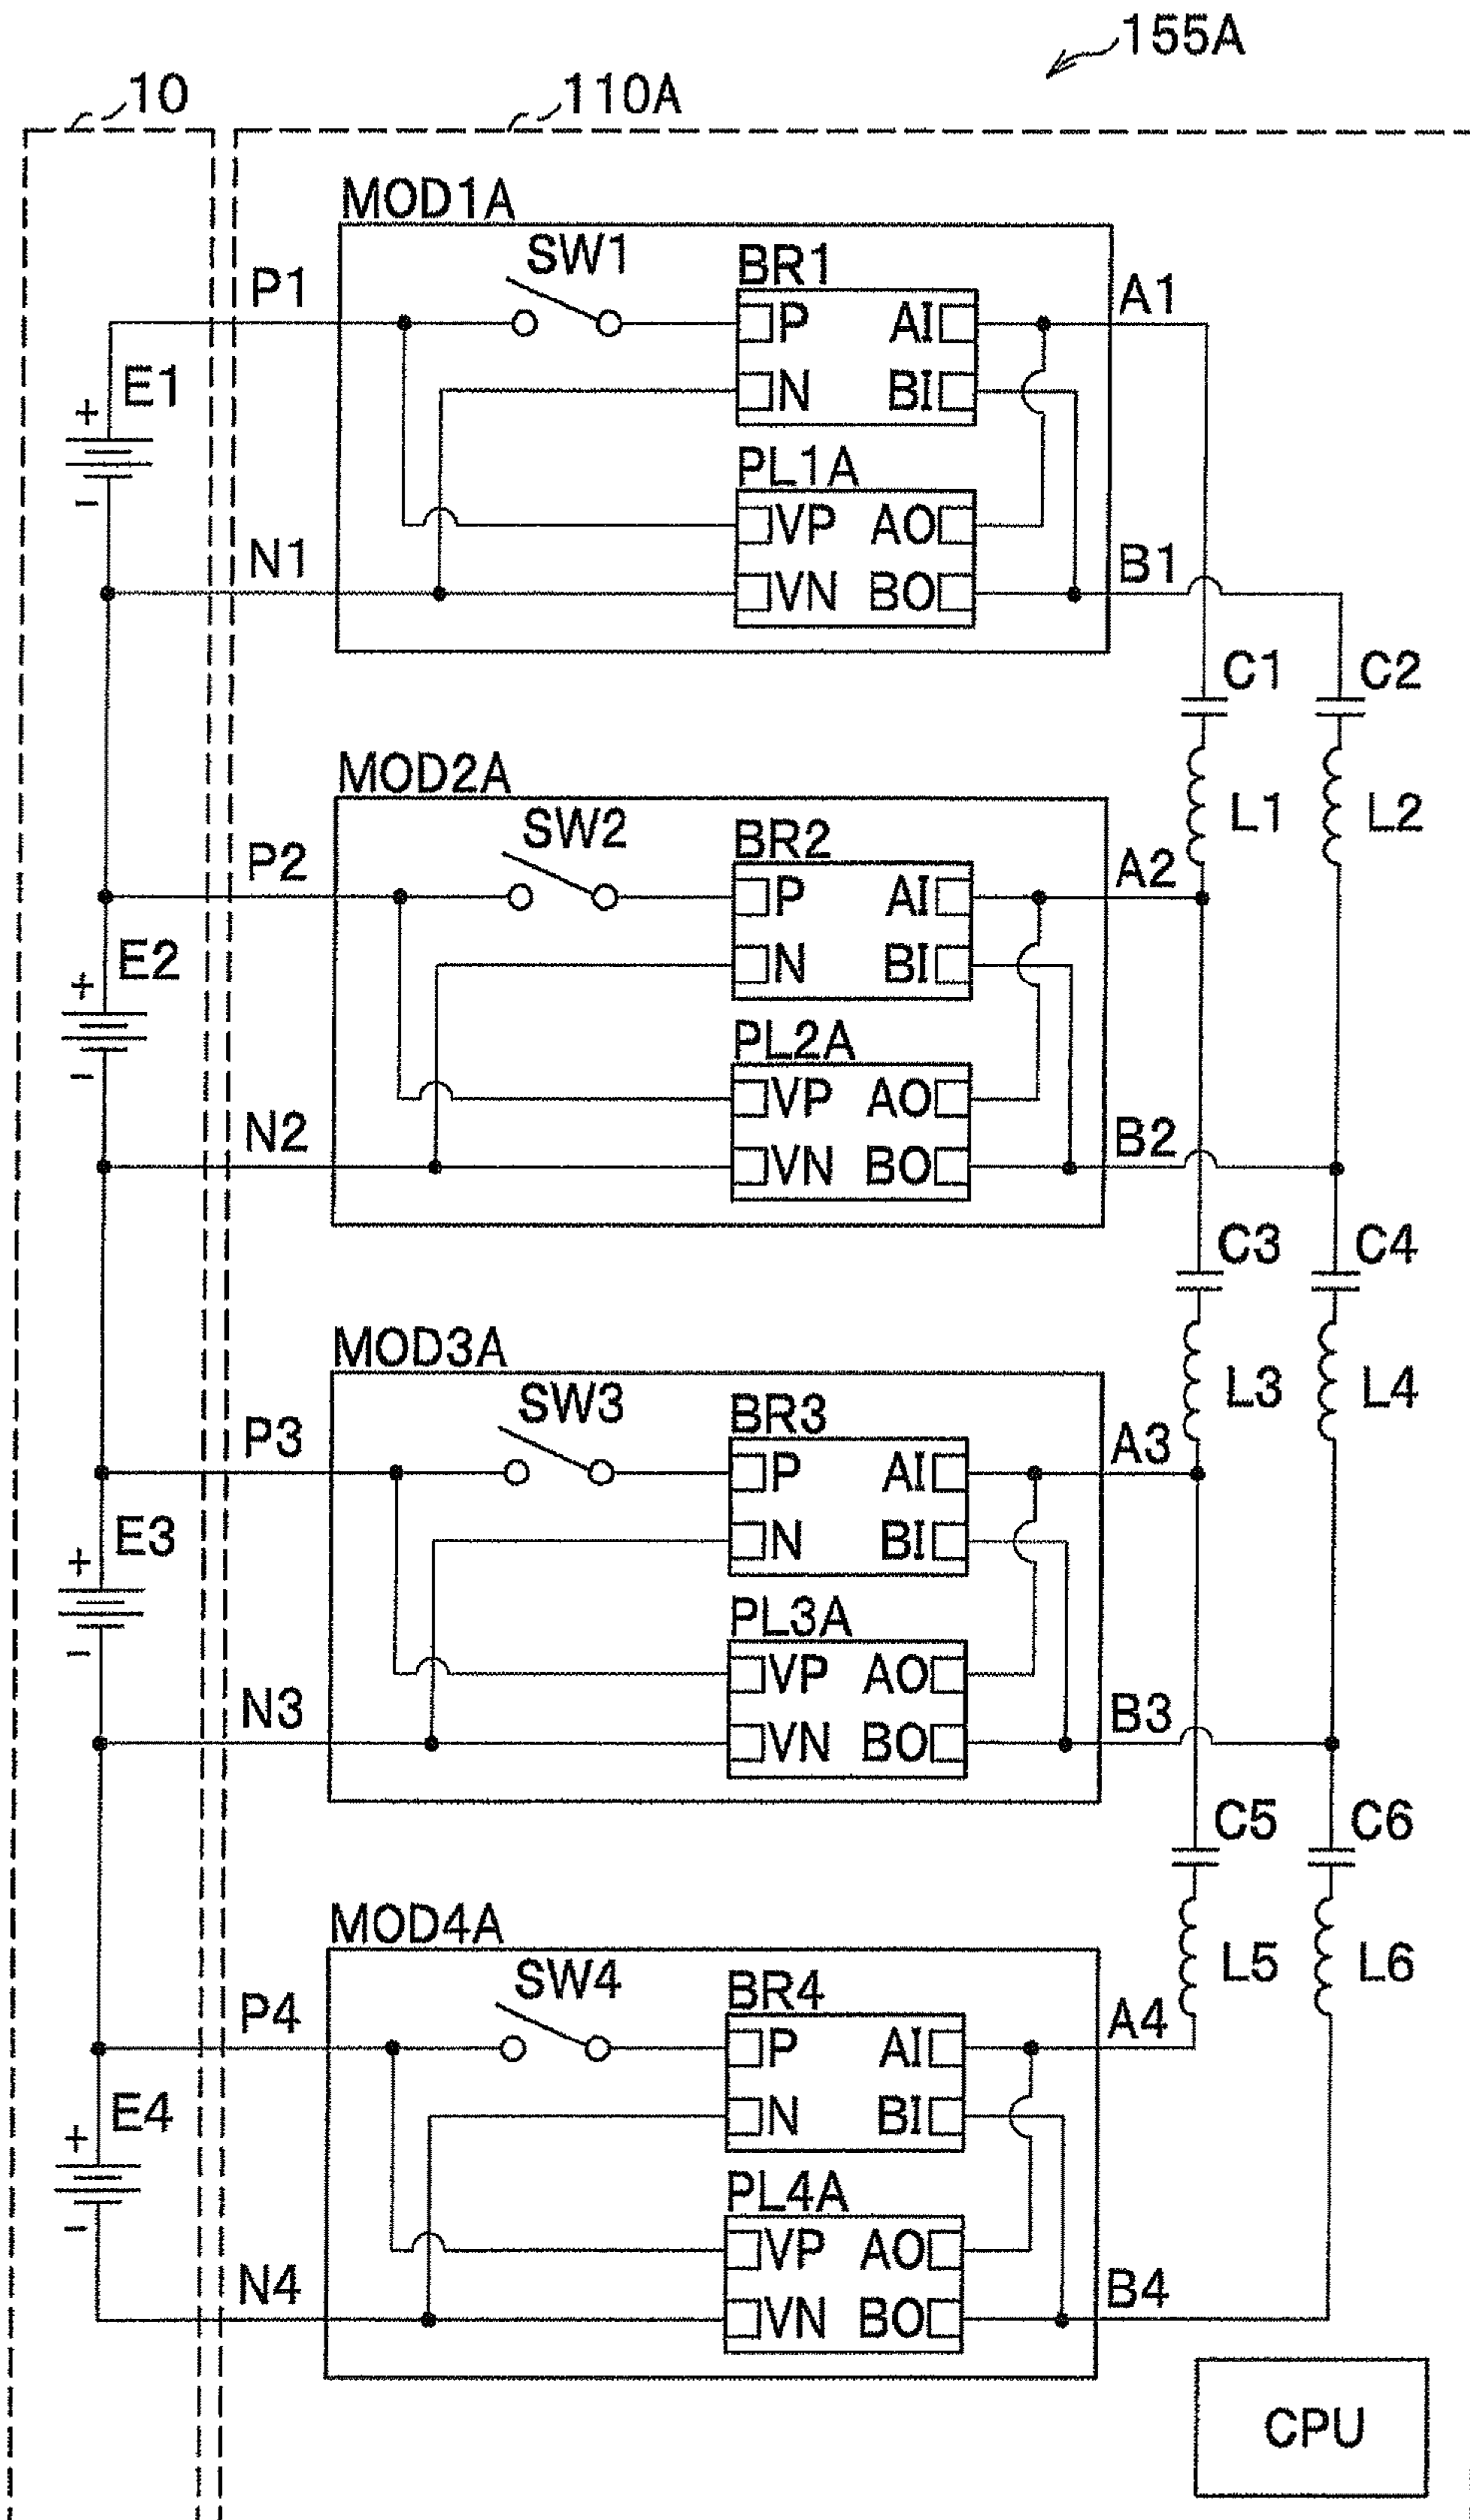 155A
10
110A
MOD1A
SW1
BR1
P1
P AI
A1
E1
+
N BI
PL1A
-
VP AO
N1
VN BO
B1
C1
C2
MOD2A
L1
L2
SW2
BR2
P2
P AI
A2
E2
+
N BI
PL2A
-
VP AO
N2
VN BO
B2
C3
C4
MOD3A
L3
L4
SW3
BR3
P3
P AI
A3
E3
+
N BI
PL3A
-
VP AO
N3
VN BO
B3
C5
C6
MOD4A
L5
L6
SW4
BR4
P4
P AI
A4
E4
+
N BI
PL4A
-
VP AO
N4
VN BO
B4
CPU